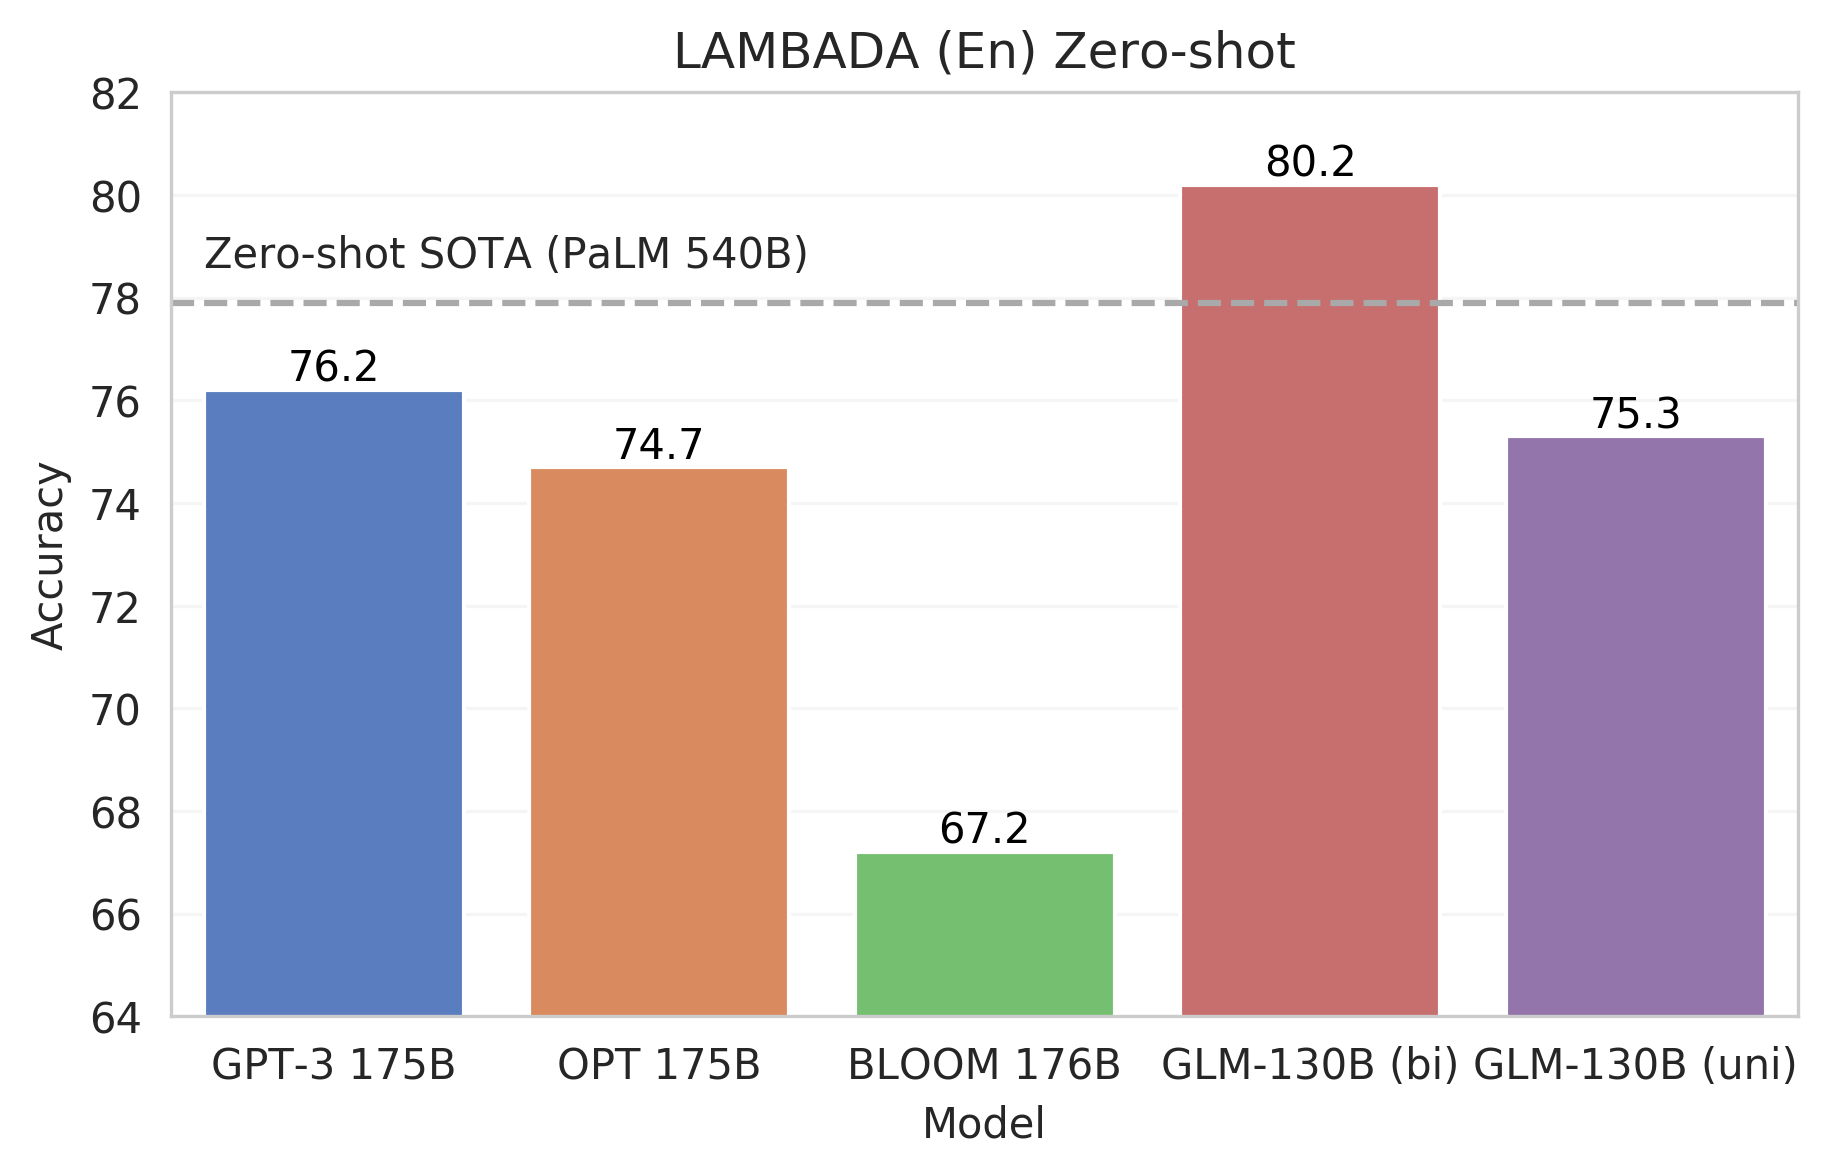 LAMBADA (En) Zero-shot
82
80
78
76
74
72
70
68
66
64
Accuracy
Zero-shot SOTA (PaLM 540B)
76.2
74.7
67.2
80.2
75.3
GPT-3 175B
OPT 175B
BLOOM 176B
GLM-130B (bi)
GLM-130B (uni)
Model